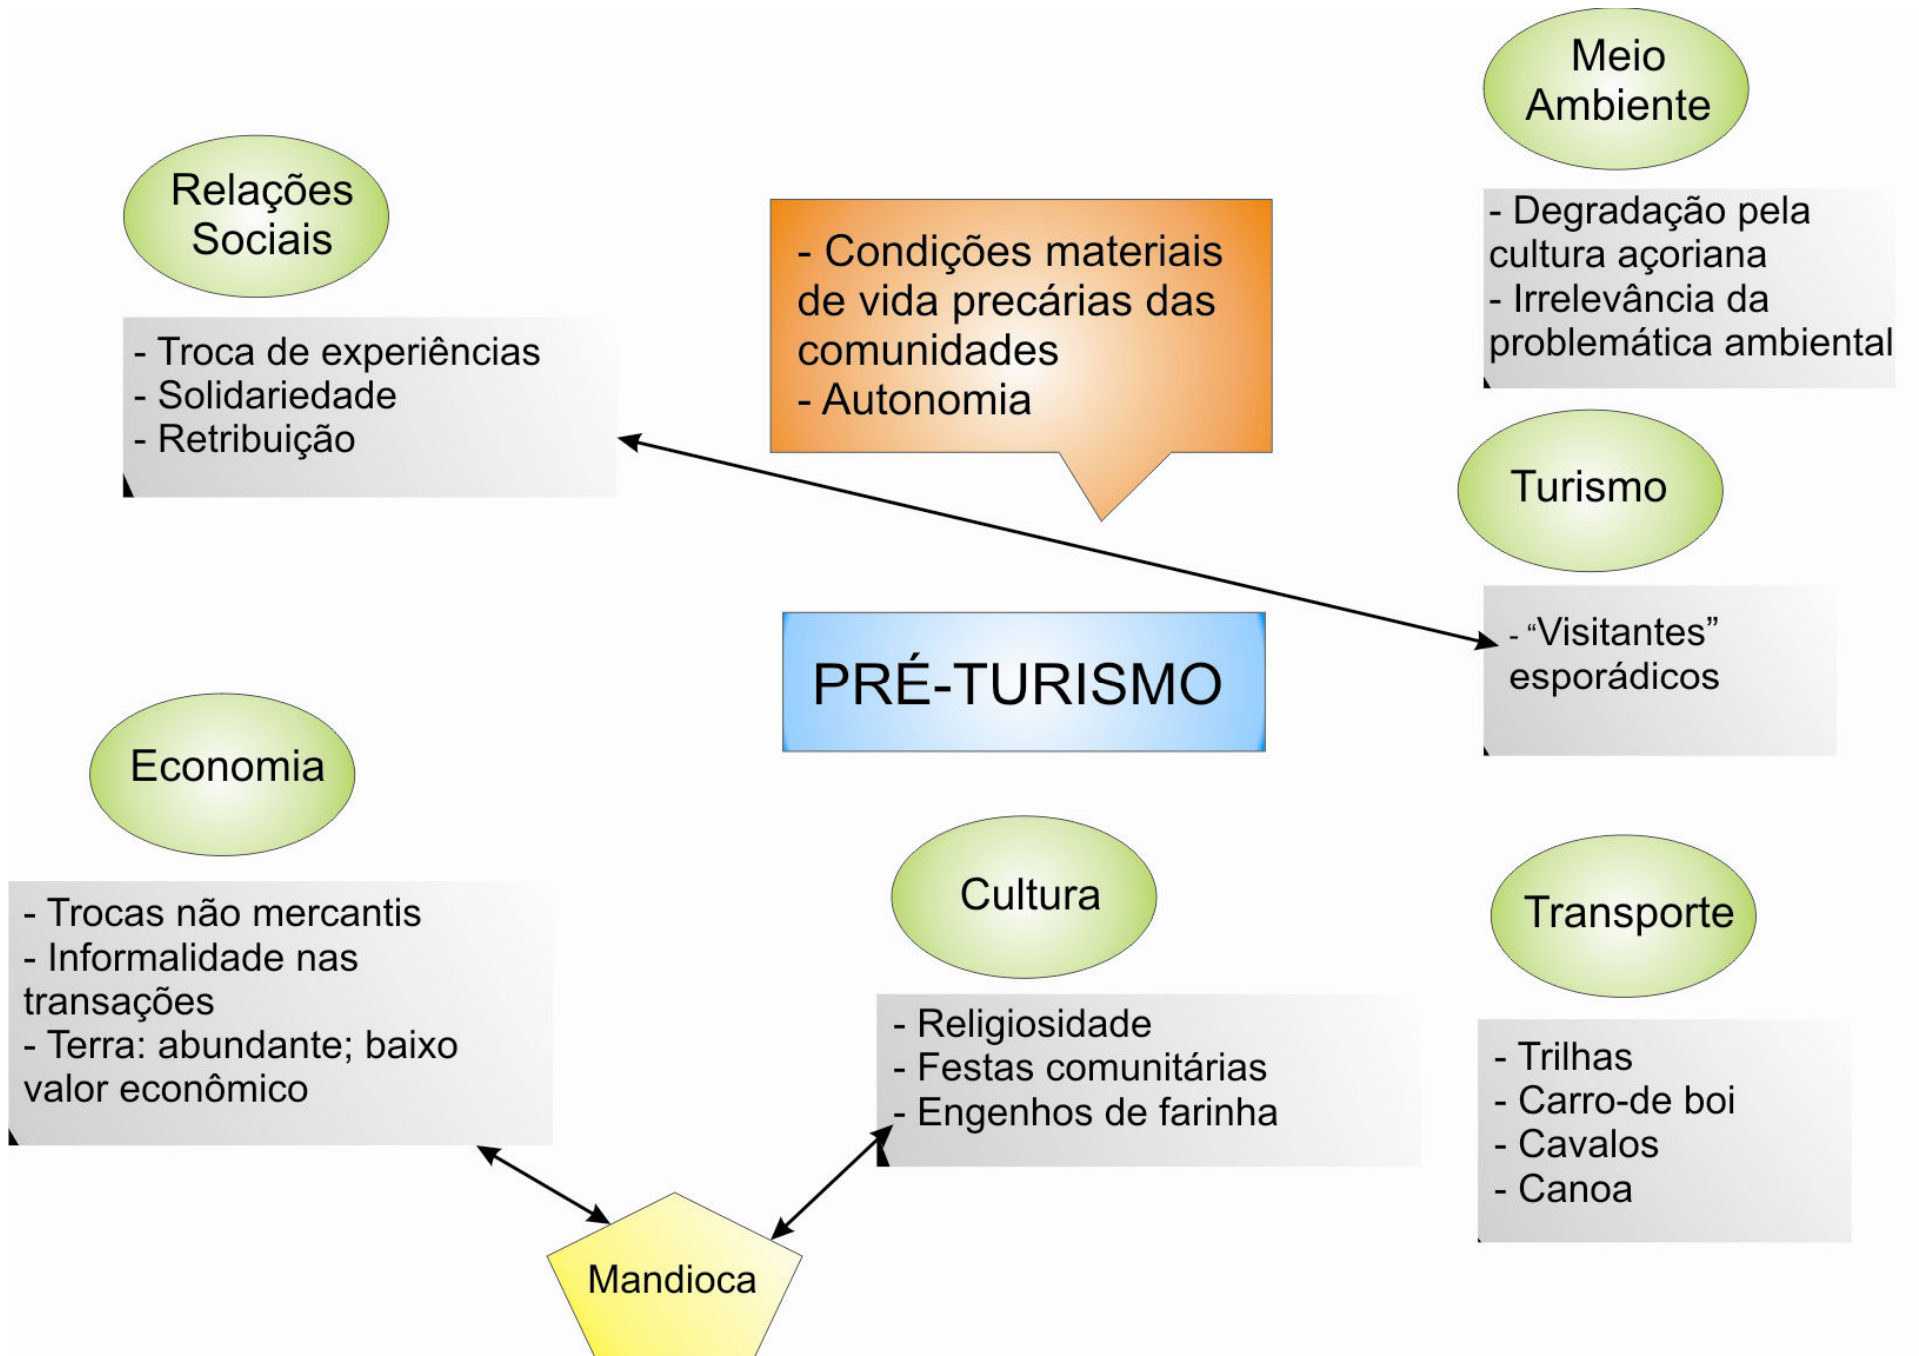 Meio
Ambiente
- Degradação pela
cultura açoriana
- Irrelevância da
problemática ambiental
Relações
Sociais
- Troca de experiências
- Solidariedade
- Retribuição
- Condições materiais
de vida precárias das
comunidades
- Autonomia
Turismo
- “Visitantes”
esporádicos
PRÉ-TURISMO
Economia
- Trocas não mercantis
- Informalidade nas
transações
- Terra: abundante; baixo
valor econômico
Cultura
- Religiosidade
- Festas comunitárias
- Engenhos de farinha
Transporte
- Trilhas
- Carro-de boi
- Cavalos
- Canoa
Mandioca